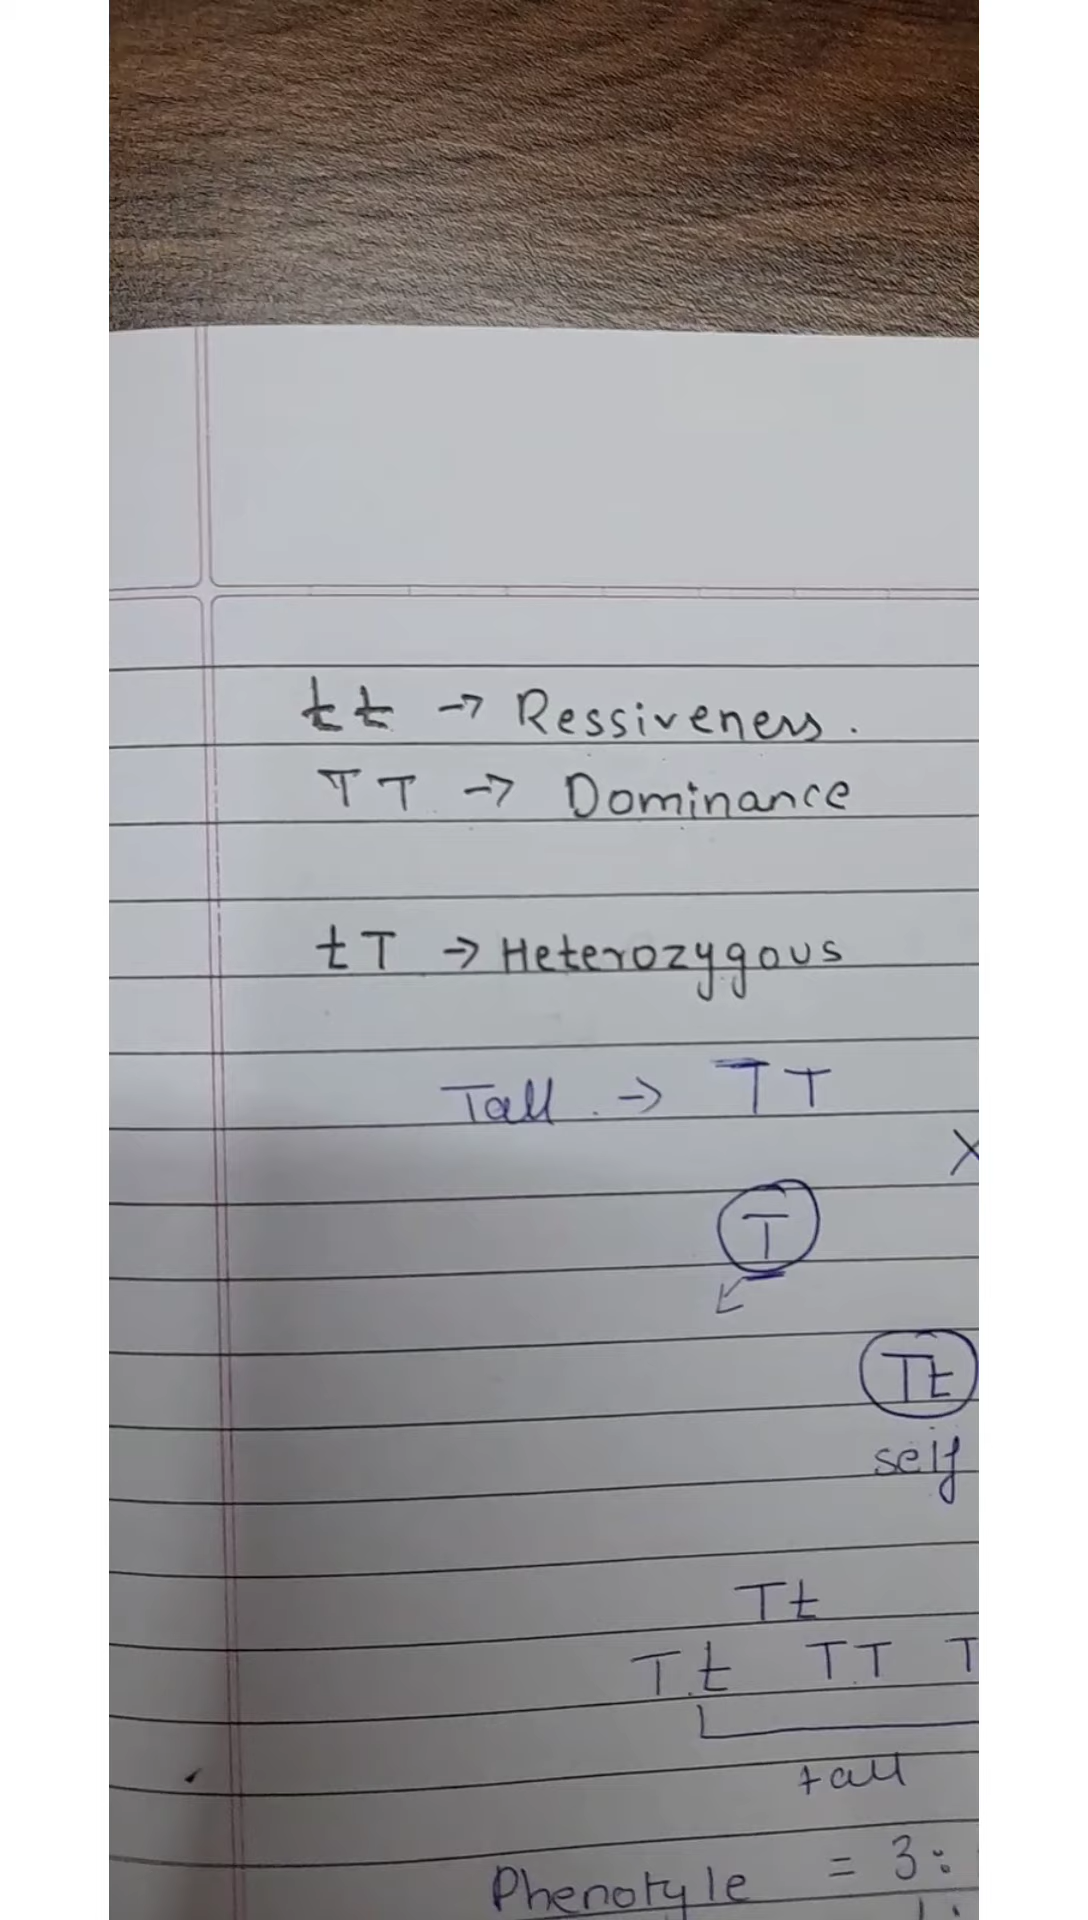 tt → Ressiveness.
TT → Dominance
tT → Heterozygous
Tall → TT
X
T
Tt
self
Tt
Tt TT T
tall
Phenotyle = 3: